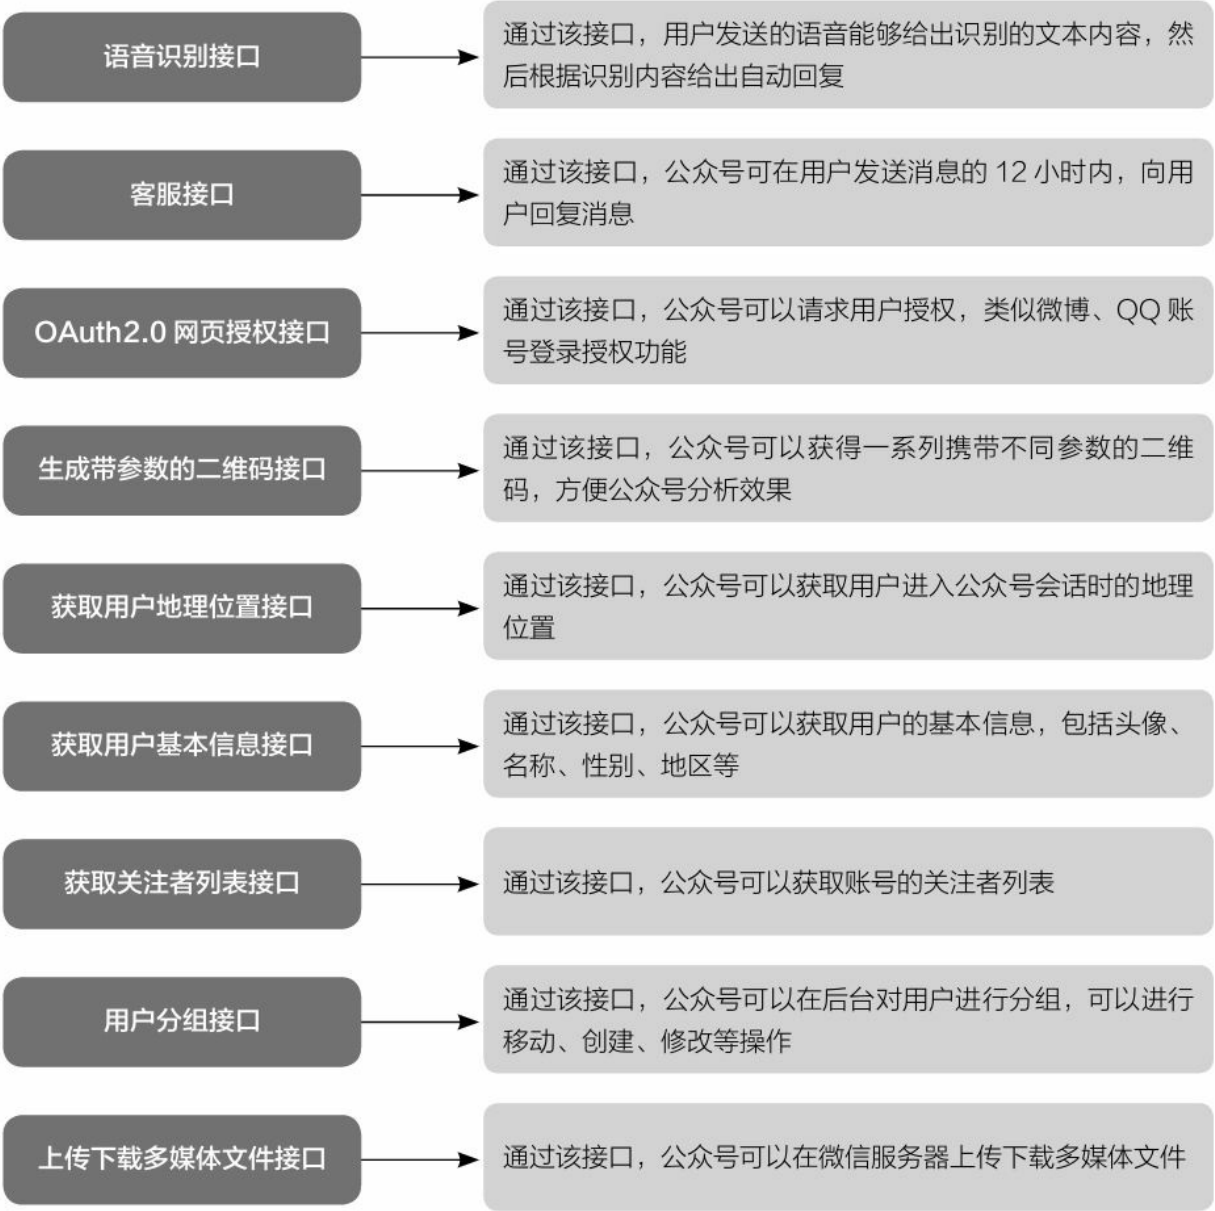 语音识别接口
通过该接口，用户发送的语音能够给出识别的文本内容，然
后根据识别内容给出自动回复
客服接口
通过该接口，公众号可在用户发送消息的 12 小时内，向用
户回复消息
OAuth2.0 网页授权接口
通过该接口，公众号可以请求用户授权，类似微博、QQ 账
号登录授权功能
生成带参数的二维码接口
通过该接口，公众号可以获得一系列携带不同参数的二维
码，方便公众号分析效果
获取用户地理位置接口
通过该接口，公众号可以获取用户进入公众号会话时的地理
位置
获取用户基本信息接口
通过该接口，公众号可以获取用户的基本信息，包括头像、
名称、性别、地区等
获取关注者列表接口
通过该接口，公众号可以获取账号的关注者列表
用户分组接口
通过该接口，公众号可以在后台对用户进行分组，可以进行
移动、创建、修改等操作
上传下载多媒体文件接口
通过该接口，公众号可以在微信服务器上传下载多媒体文件